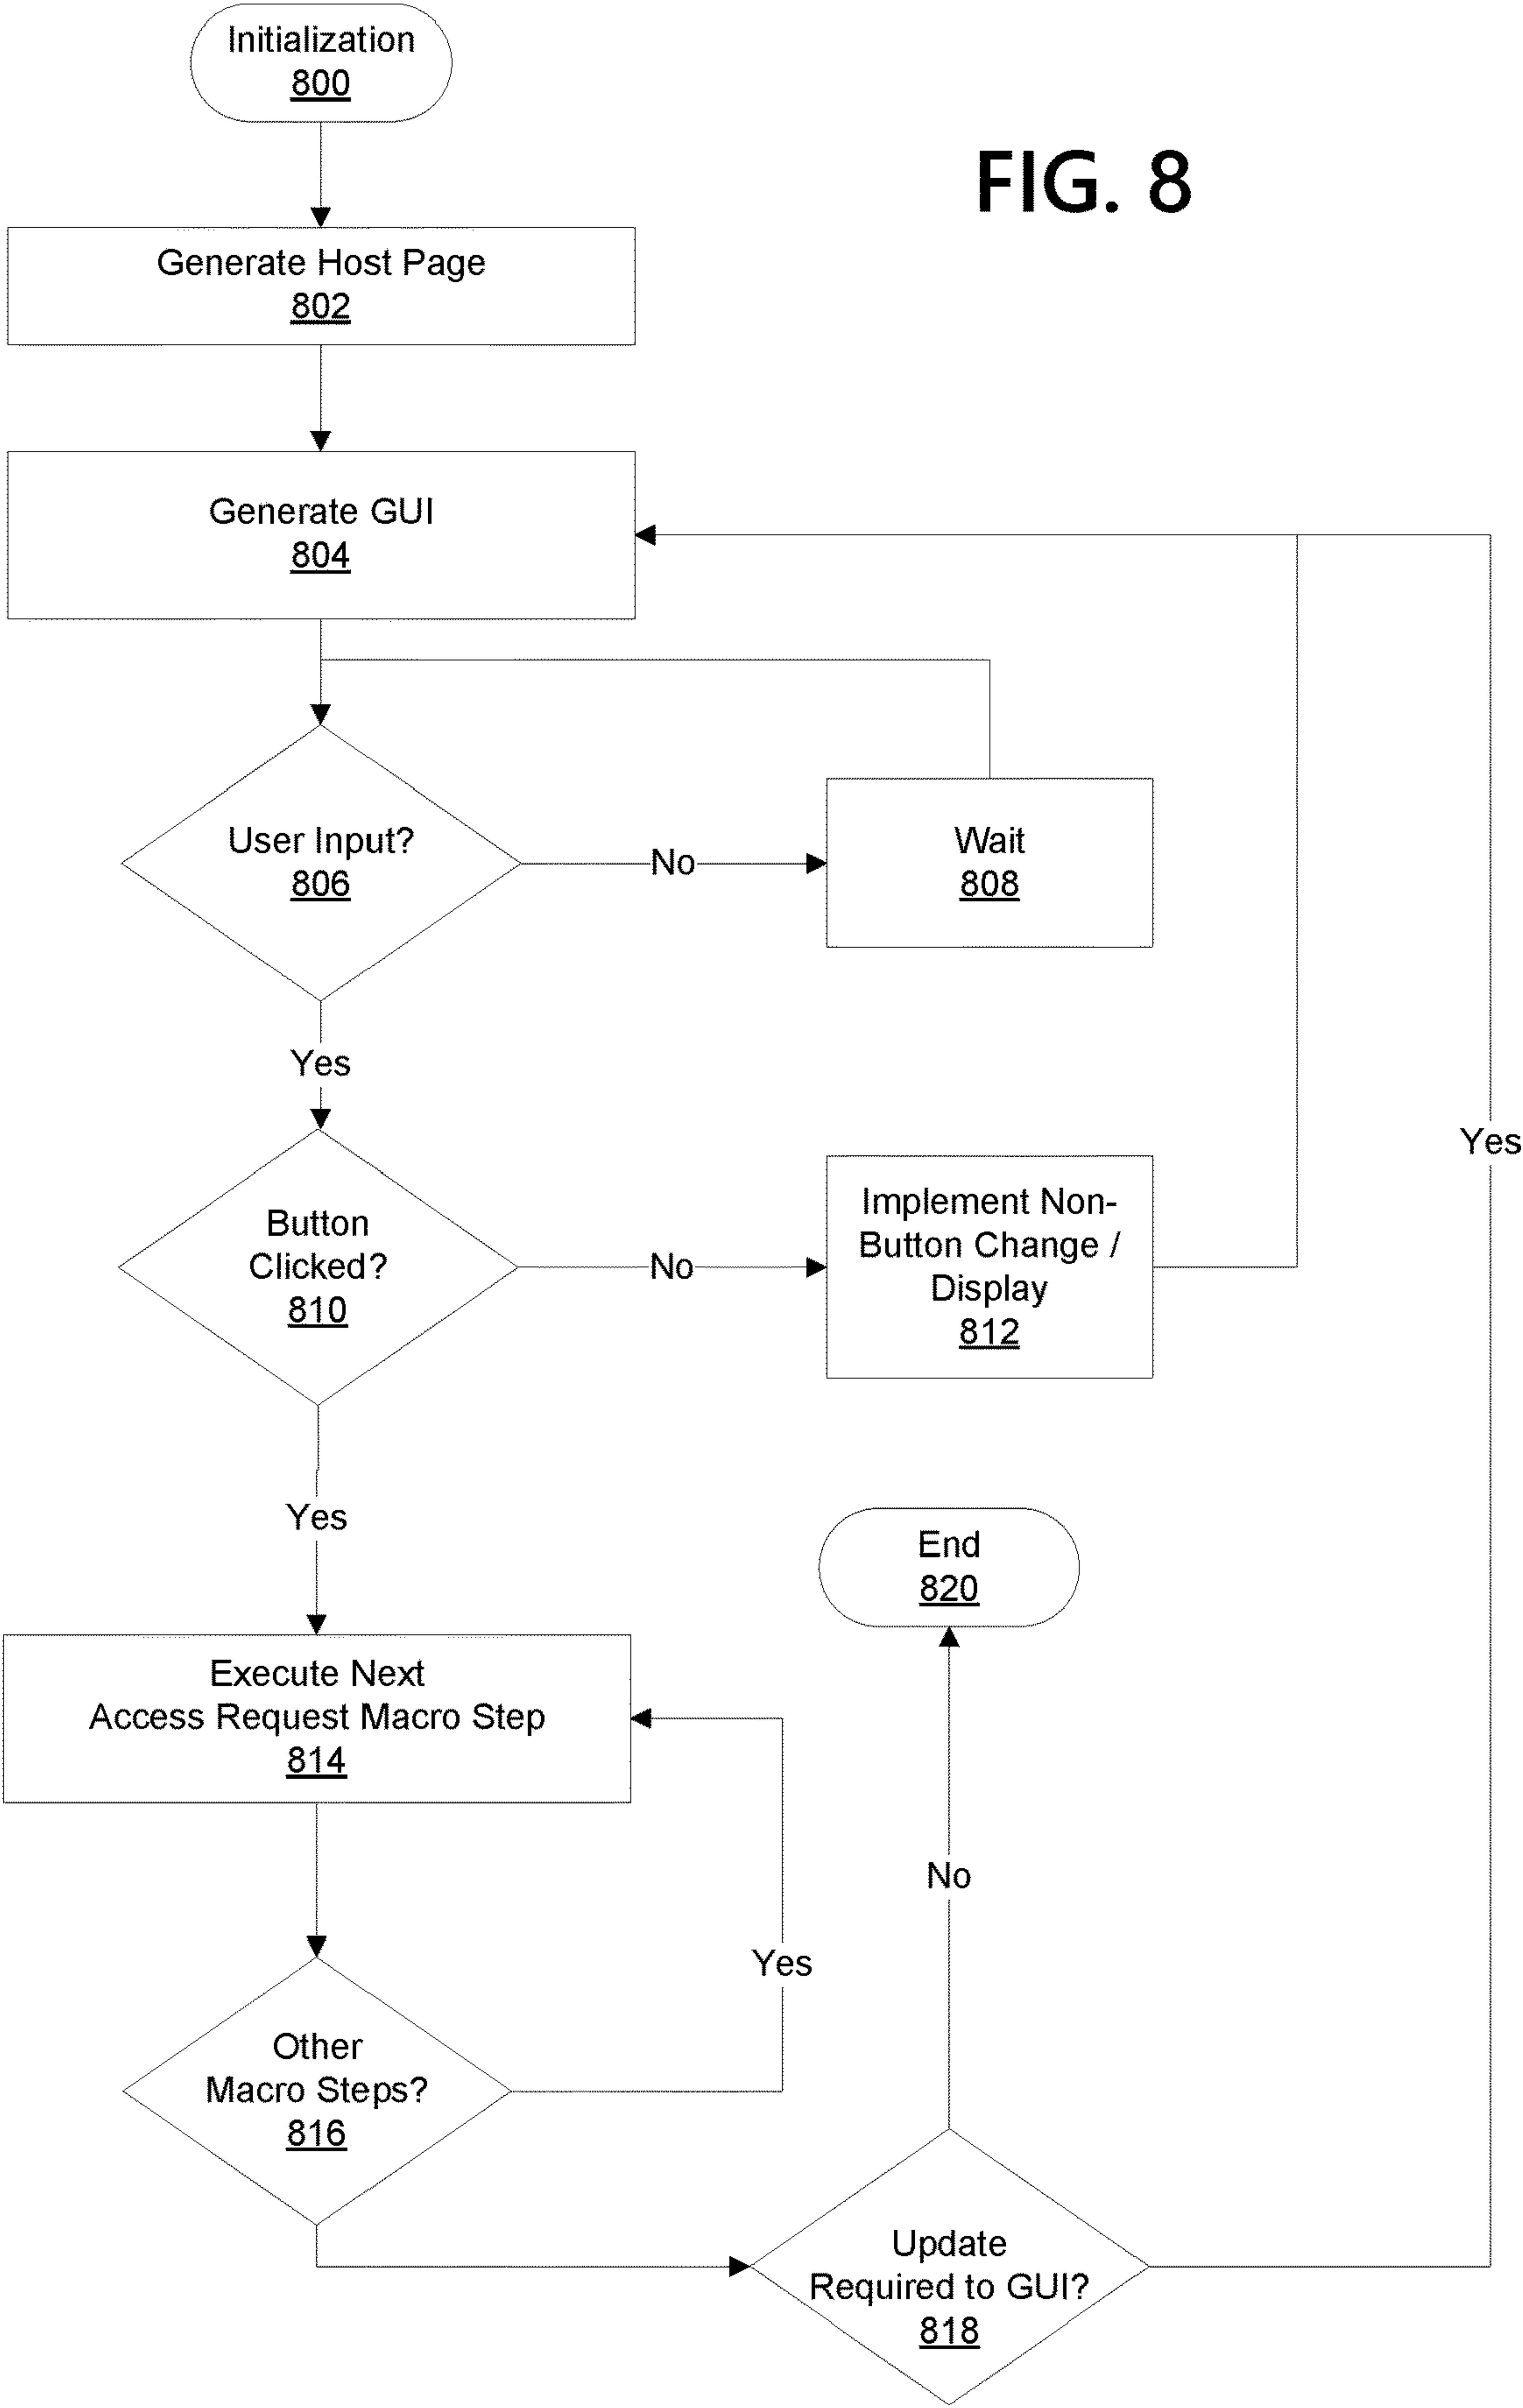 Initialization
800
FIG. 8
Generate Host Page
802
Generate GUI
804
User Input?
806
No
Wait
808
Yes
Button
Clicked?
810
No
Implement Non-
Button Change /
Display
812
Yes
Yes
End
820
Execute Next
Access Request Macro Step
814
No
Yes
Other
Macro Steps?
816
Update
Required to GUI?
818